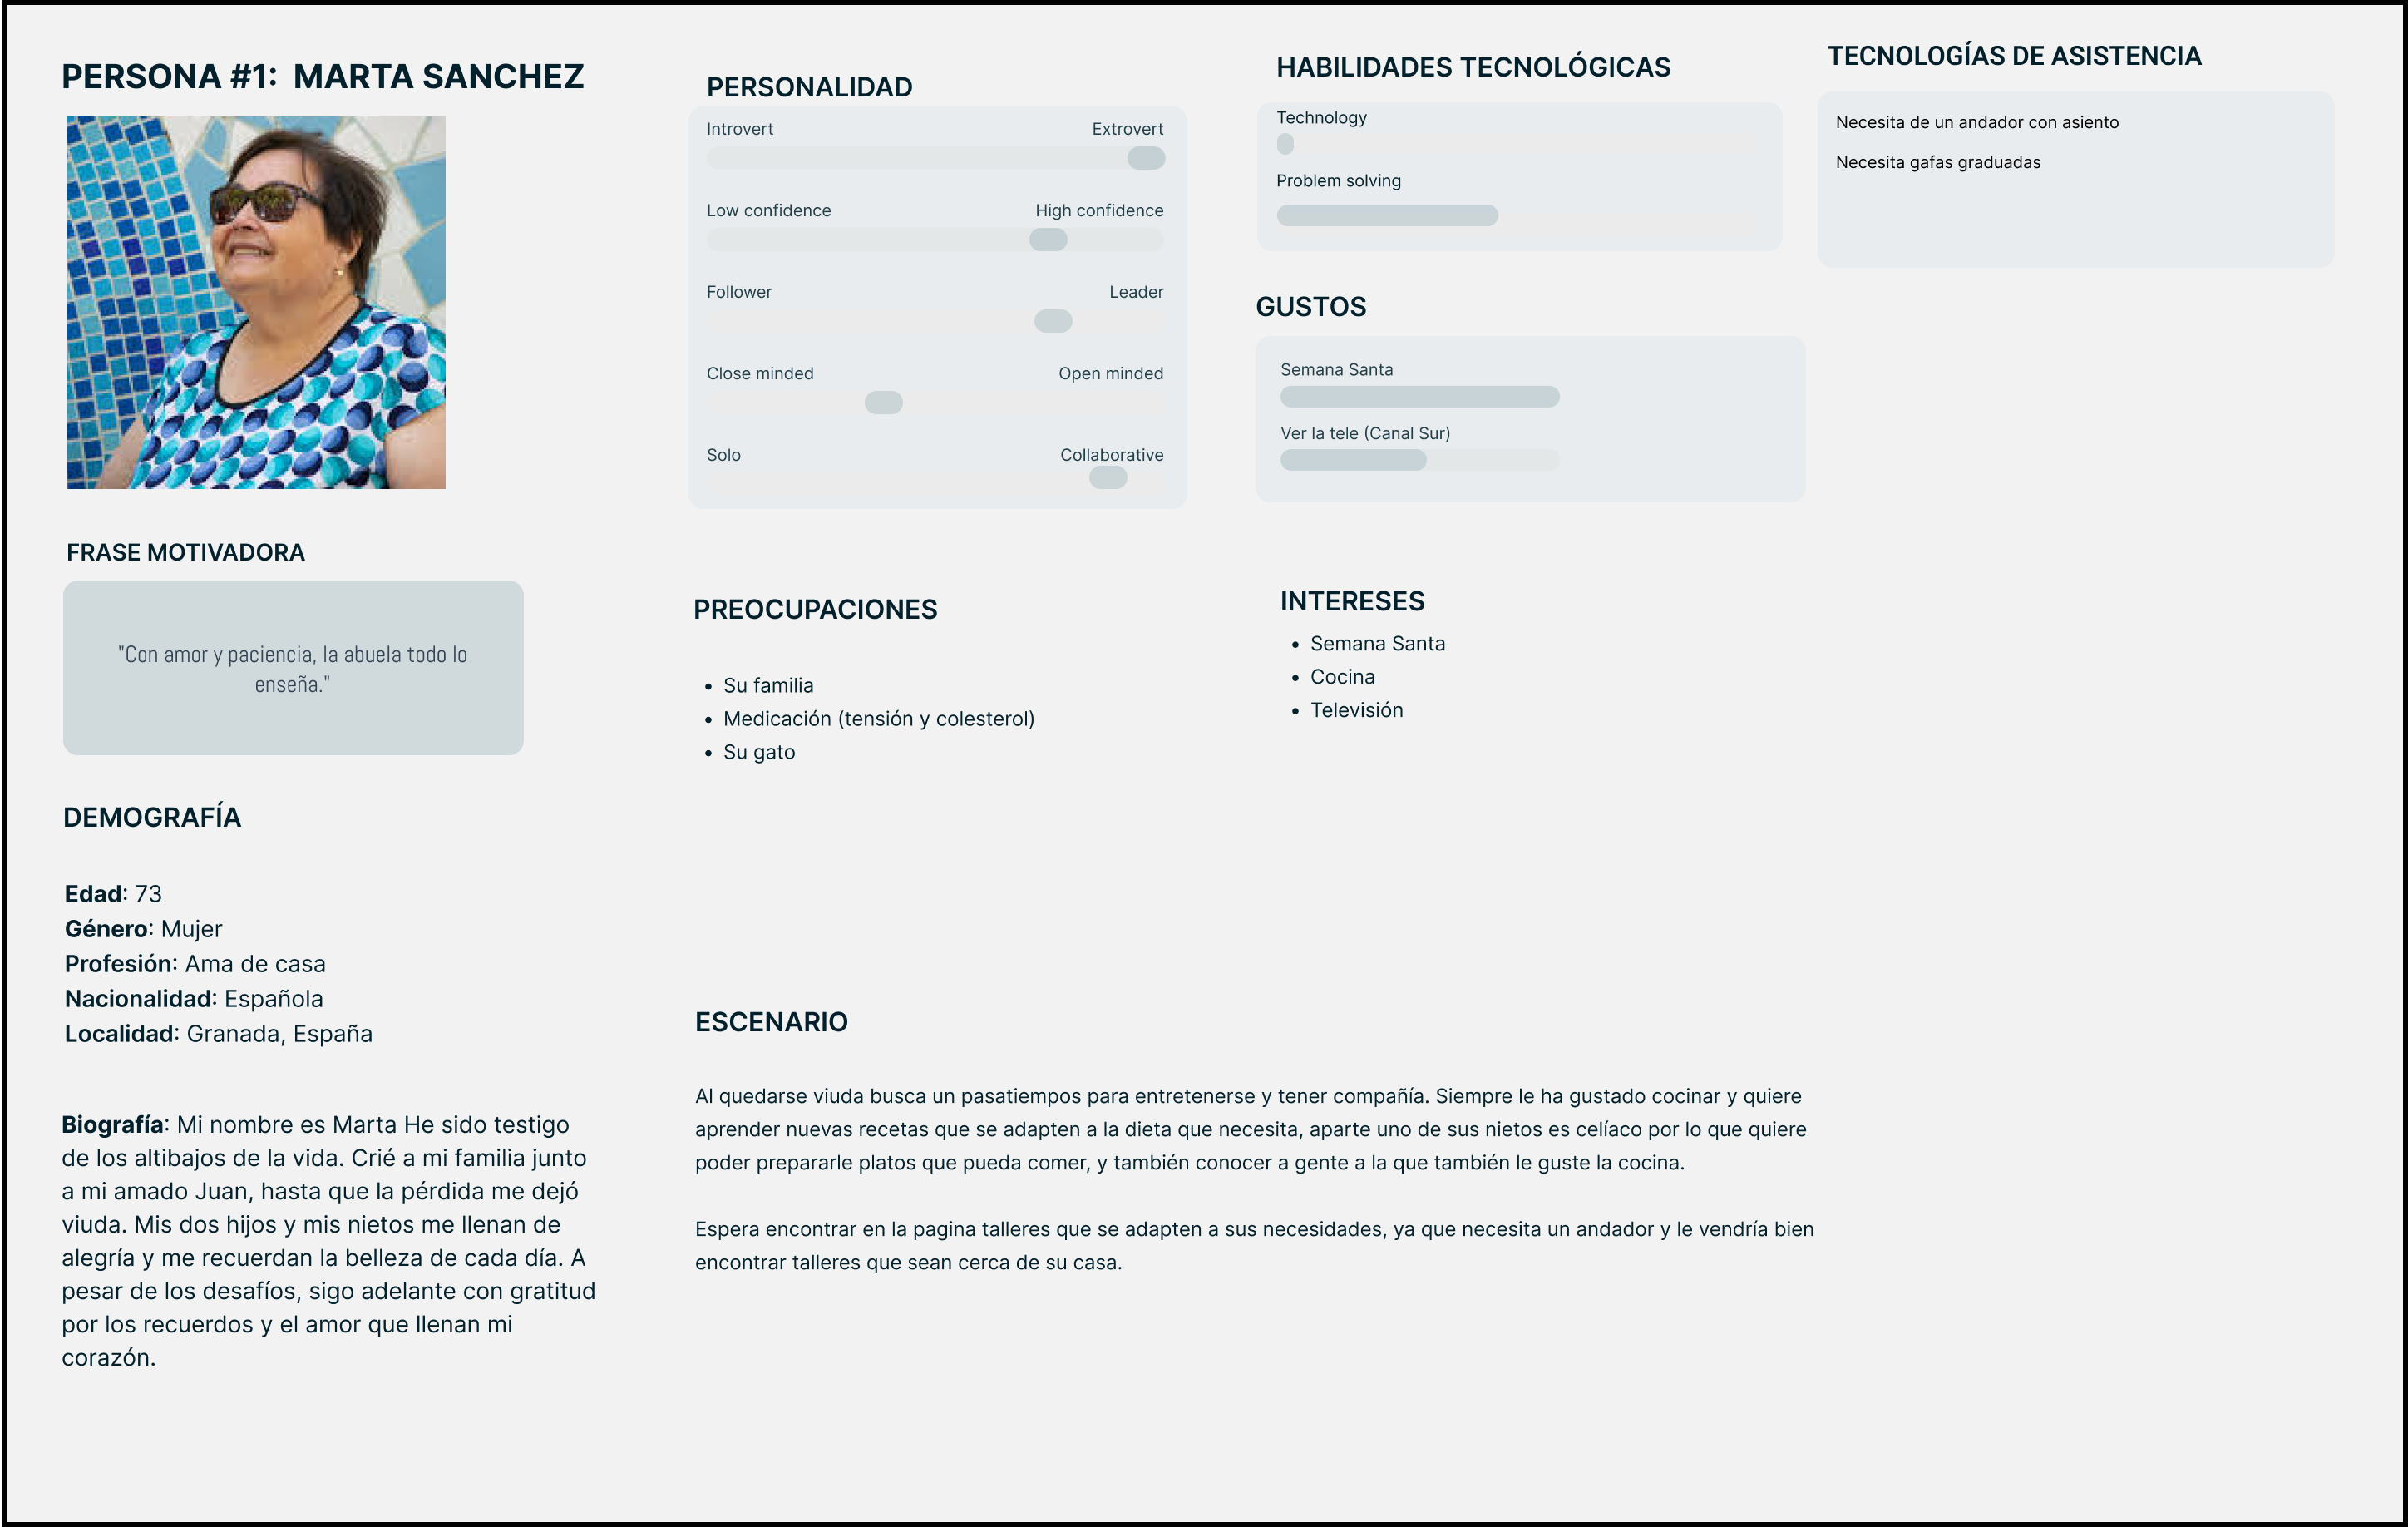 PERSONA #1:  MARTA SANCHEZ
FRASE MOTIVADORA
"Con amor y paciencia, la abuela todo lo
enseña."
DEMOGRAFÍA
Edad: 73
Género: Mujer
Profesión: Ama de casa
Nacionalidad: Española
Localidad: Granada, España
Biografía: Mi nombre es Marta He sido testigo
de los altibajos de la vida. Crié a mi familia junto
a mi amado Juan, hasta que la pérdida me dejó
viuda. Mis dos hijos y mis nietos me llenan de
alegría y me recuerdan la belleza de cada día. A
pesar de los desafíos, sigo adelante con gratitud
por los recuerdos y el amor que llenan mi
corazón.
PERSONALIDAD
Introvert Extrovert
Low confidence High confidence
Follower Leader
Close minded Open minded
Solo Collaborative
HABILIDADES TECNOLÓGICAS
Technology
Problem solving
GUSTOS
Semana Santa
Ver la tele (Canal Sur)
TECNOLOGÍAS DE ASISTENCIA
Necesita de un andador con asiento
Necesita gafas graduadas
PREOCUPACIONES
• Su familia
• Medicación (tensión y colesterol)
• Su gato
INTERESES
• Semana Santa
• Cocina
• Televisión
ESCENARIO
Al quedarse viuda busca un pasatiempos para entretenerse y tener compañía. Siempre le ha gustado cocinar y quiere
aprender nuevas recetas que se adapten a la dieta que necesita, aparte uno de sus nietos es celíaco por lo que quiere
poder prepararle platos que pueda comer, y también conocer a gente a la que también le guste la cocina.
Espera encontrar en la pagina talleres que se adapten a sus necesidades, ya que necesita un andador y le vendría bien
encontrar talleres que sean cerca de su casa.